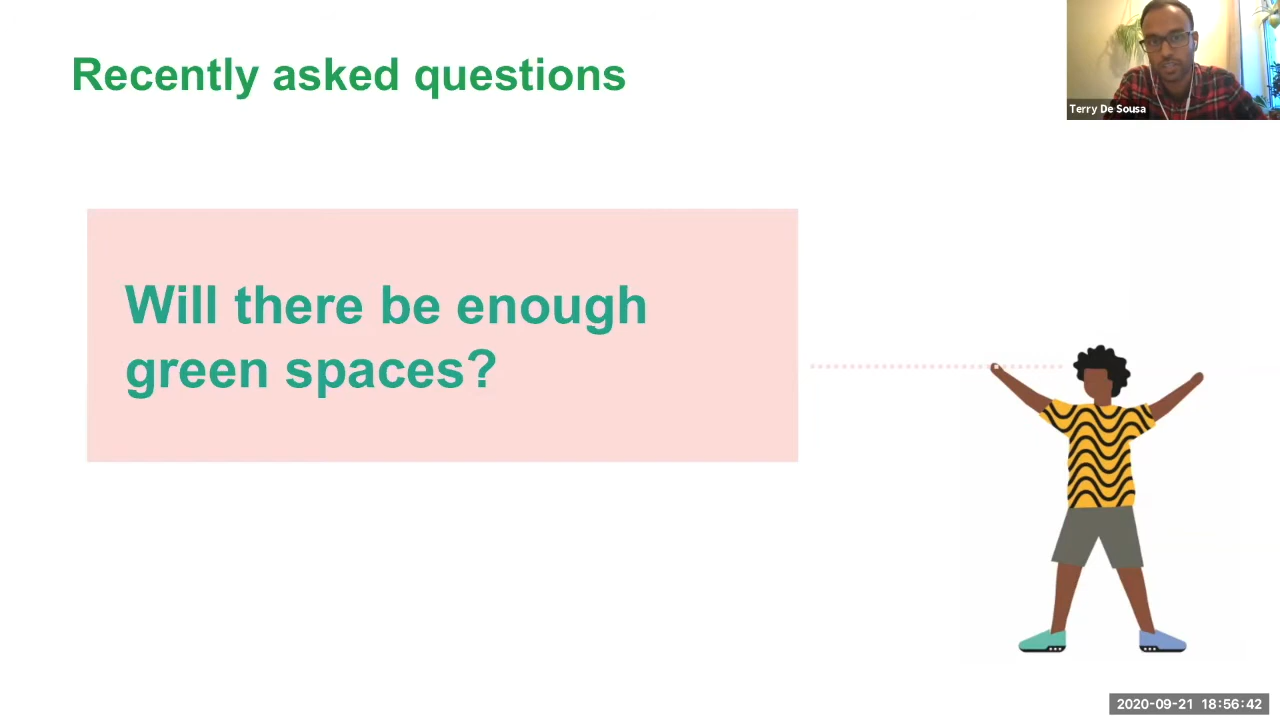 Recently asked questions
Terry De Sousa
Will there be enough
green spaces?
2020-09-21 18:56:42